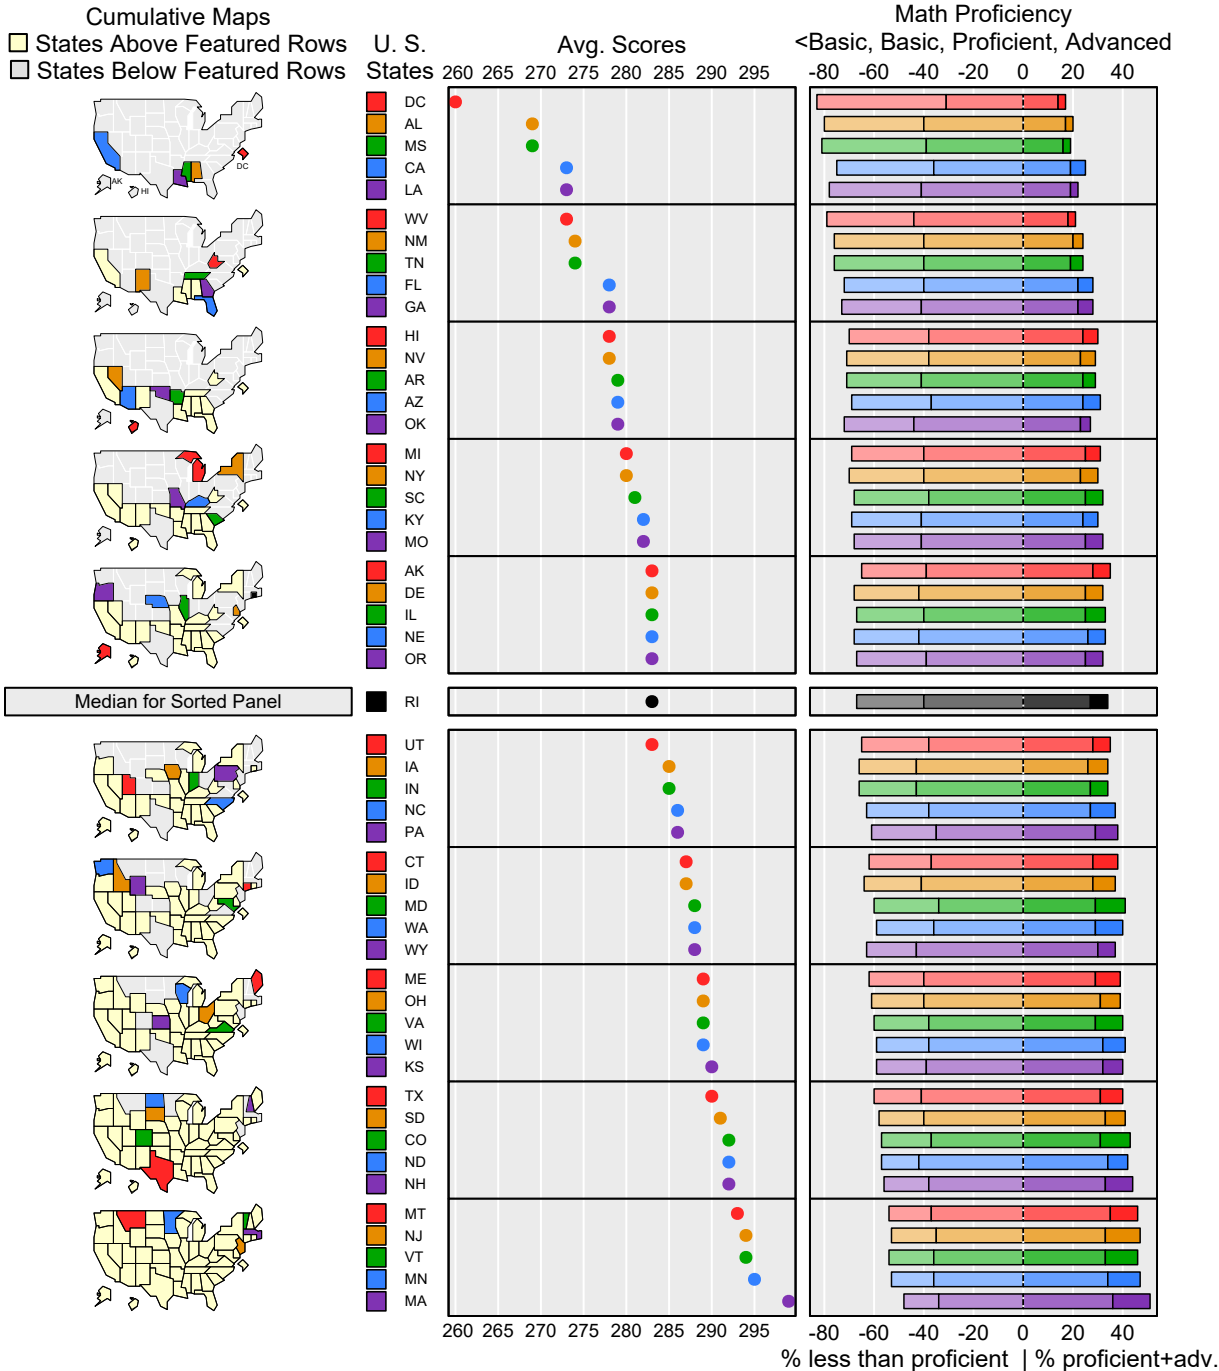 Cumulative Maps
States Above Featured Rows
States Below Featured Rows
U. S.
States
Avg. Scores
260 265 270 275 280 285 290 295
Math Proficiency
<Basic, Basic, Proficient, Advanced
-80 -60 -40 -20 0 20 40
DC
AL
MS
CA
LA
AK
HI
DC
WV
NM
TN
FL
GA
HI
NV
AR
AZ
OK
MI
NY
SC
KY
MO
AK
DE
IL
NE
OR
Median for Sorted Panel
RI
UT
IA
IN
NC
PA
CT
ID
MD
WA
WY
ME
OH
VA
WI
KS
TX
SD
CO
ND
NH
MT
NJ
VT
MN
MA
260 265 270 275 280 285 290 295
-80 -60 -40 -20 0 20 40
% less than proficient | % proficient+adv.